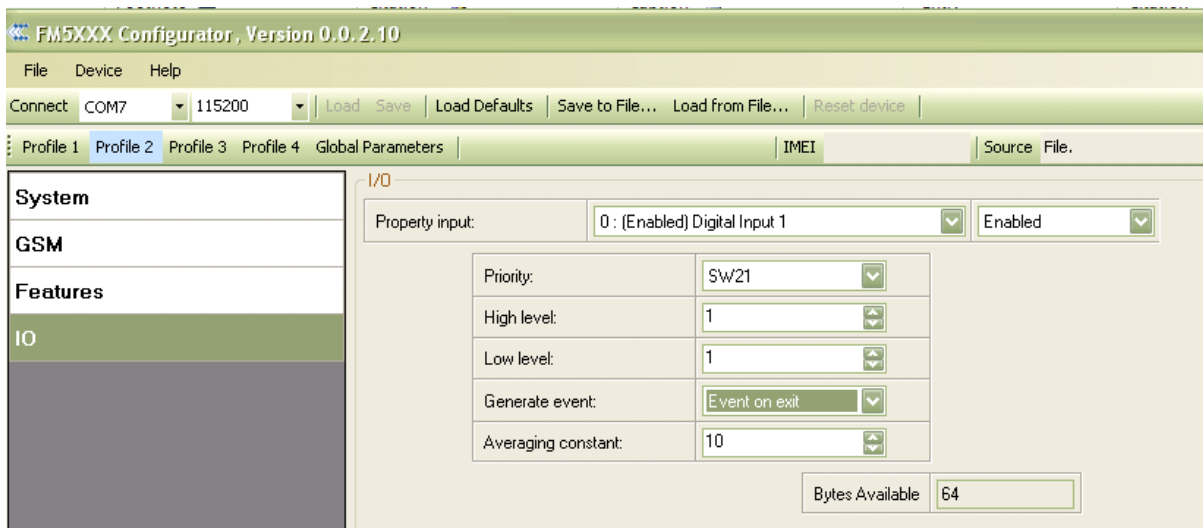 FM5XXX Configurator, Version 0.0.2.10
File Device Help
Connect COM7 115200 Load Save Load Defaults Save to File... Load from File... Reset device
Profile 1 Profile 2 Profile 3 Profile 4 Global Parameters IMEI Source File.
System
GSM
Features
IO
I/O
Property input: 0 : (Enabled) Digital Input 1 Enabled
Priority: SW21
High level: 1
Low level: 1
Generate event: Event on exit
Averaging constant: 10
Bytes Available 64